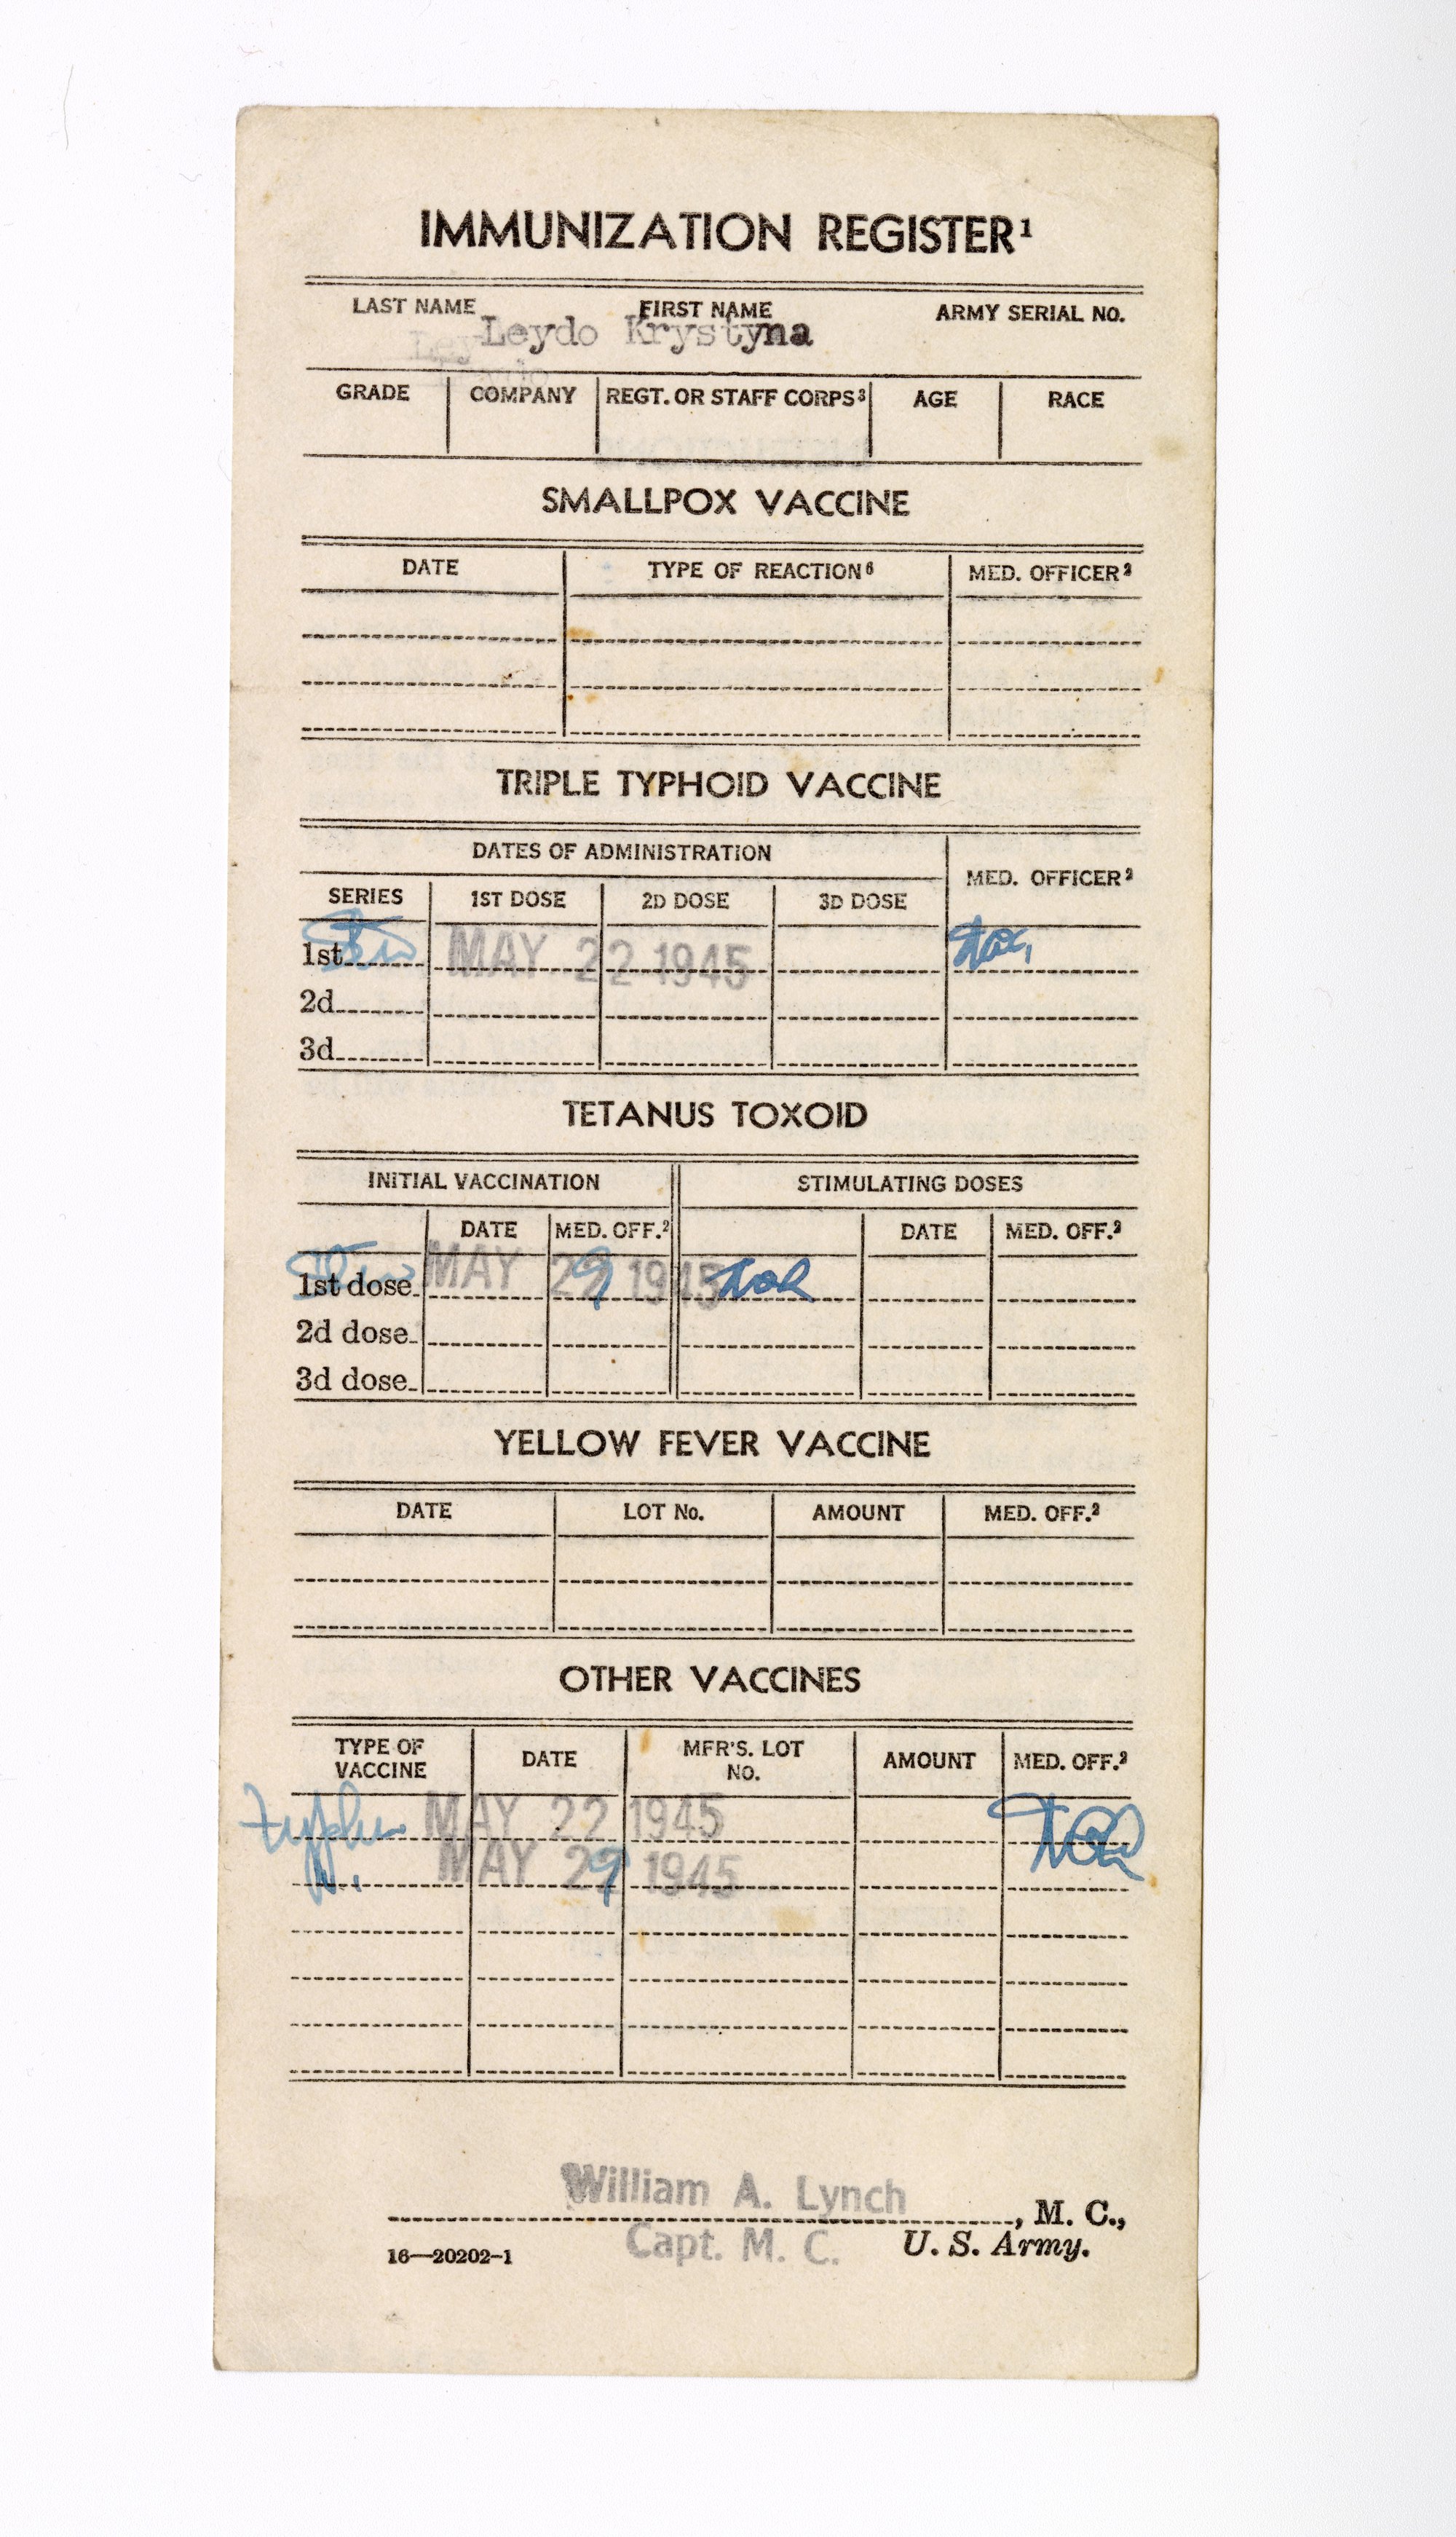 IMMUNIZATION REGISTER¹
LAST NAME FIRST NAME ARMY SERIAL NO.
Leydo Krystyna
GRADE COMPANY REGT. OR STAFF CORPS³ AGE RACE
SMALLPOX VACCINE
DATE TYPE OF REACTION⁶ MED. OFFICER²
TRIPLE TYPHOID VACCINE
DATES OF ADMINISTRATION
MED. OFFICER²
SERIES 1ST DOSE 2D DOSE 3D DOSE
1st MAY 22 1945
2d
3d
TETANUS TOXOID
INITIAL VACCINATION STIMULATING DOSES
DATE MED. OFF.² DATE MED. OFF.²
1st dose MAY 29 1945
2d dose
3d dose
YELLOW FEVER VACCINE
DATE LOT No. AMOUNT MED. OFF.²
OTHER VACCINES
TYPE OF VACCINE DATE MFR'S. LOT NO. AMOUNT MED. OFF.²
MAY 22 1945
MAY 29 1945
William A. Lynch
, M. C.,
Capt. M. C. U. S. Army.
16—20202-1